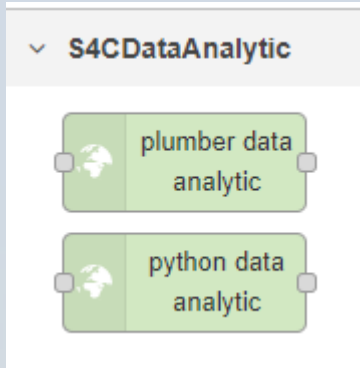 S4CDataAnalytic
plumber data
analytic
python data
analytic